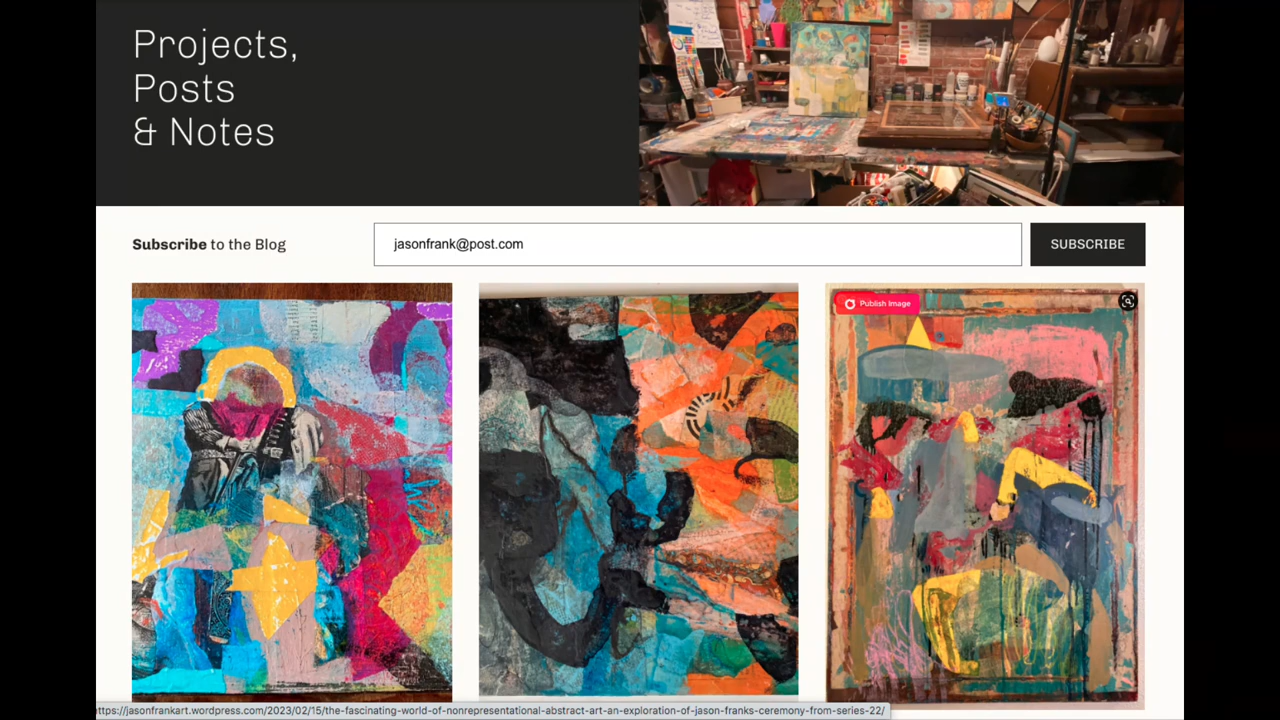 Projects,
Posts
& Notes
Subscribe to the Blog
jasonfrank@post.com
SUBSCRIBE
Publish Image
ttps://jasonfrankart.wordpress.com/2023/02/15/the-fascinating-world-of-nonrepresentational-abstract-art-an-exploration-of-jason-franks-ceremony-from-series-22/